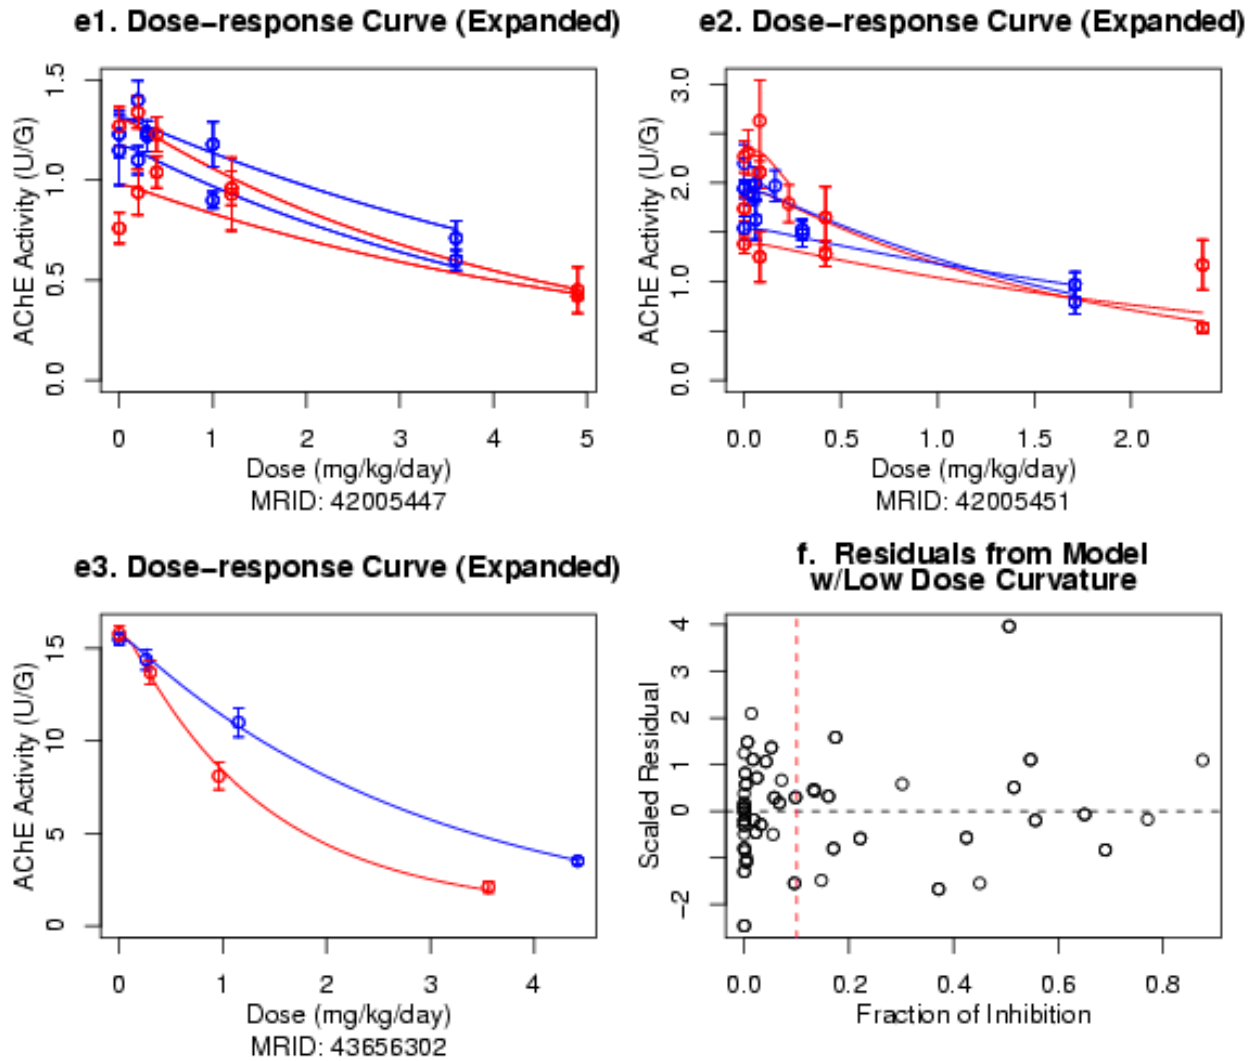 e1. Dose-response Curve (Expanded)
AChE Activity (U/G)
0.0 0.5 1.0 1.5
0 1 2 3 4 5
Dose (mg/kg/day)
MRID: 42005447
e2. Dose-response Curve (Expanded)
AChE Activity (U/G)
0.0 1.0 2.0 3.0
0.0 0.5 1.0 1.5 2.0
Dose (mg/kg/day)
MRID: 42005451
e3. Dose-response Curve (Expanded)
AChE Activity (U/G)
0 5 10 15
0 1 2 3 4
Dose (mg/kg/day)
MRID: 43656302
f. Residuals from Model
w/Low Dose Curvature
Scaled Residual
-2 0 1 2 3 4
0.0 0.2 0.4 0.6 0.8
Fraction of Inhibition